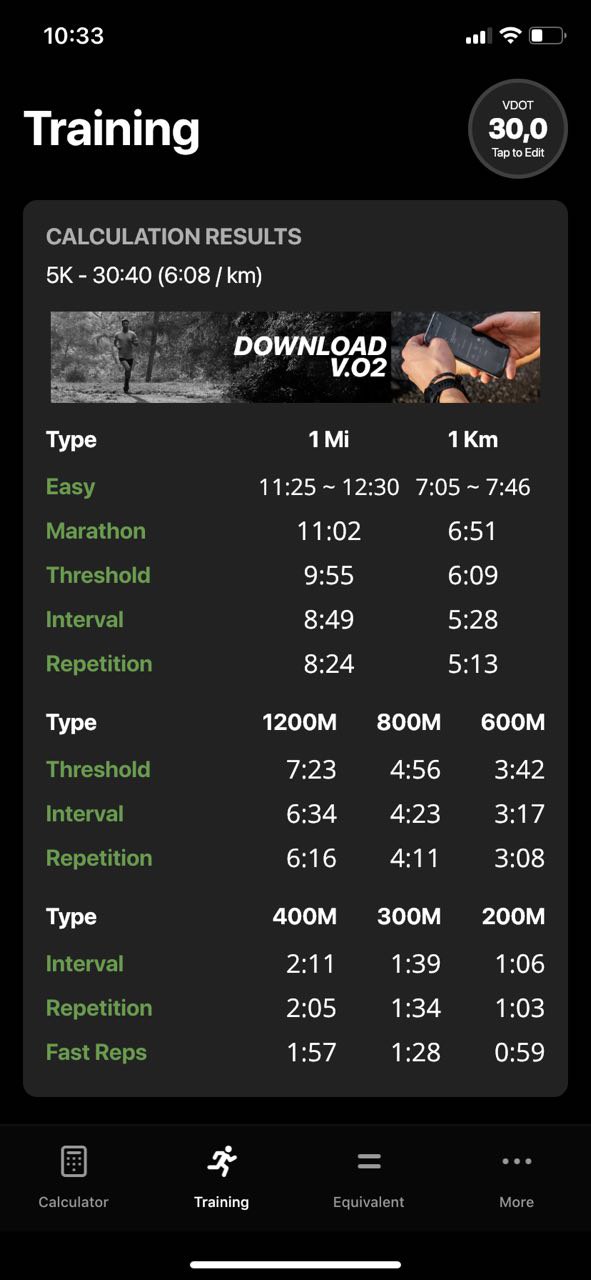 10:33
Training
VDOT
30,0
Tap to Edit
CALCULATION RESULTS
5K - 30:40 (6:08 / km)
DOWNLOAD
V.O2
Type 1 Mi 1 Km
Easy 11:25 ~ 12:30 7:05 ~ 7:46
Marathon 11:02 6:51
Threshold 9:55 6:09
Interval 8:49 5:28
Repetition 8:24 5:13
Type 1200M 800M 600M
Threshold 7:23 4:56 3:42
Interval 6:34 4:23 3:17
Repetition 6:16 4:11 3:08
Type 400M 300M 200M
Interval 2:11 1:39 1:06
Repetition 2:05 1:34 1:03
Fast Reps 1:57 1:28 0:59
Calculator Training Equivalent More